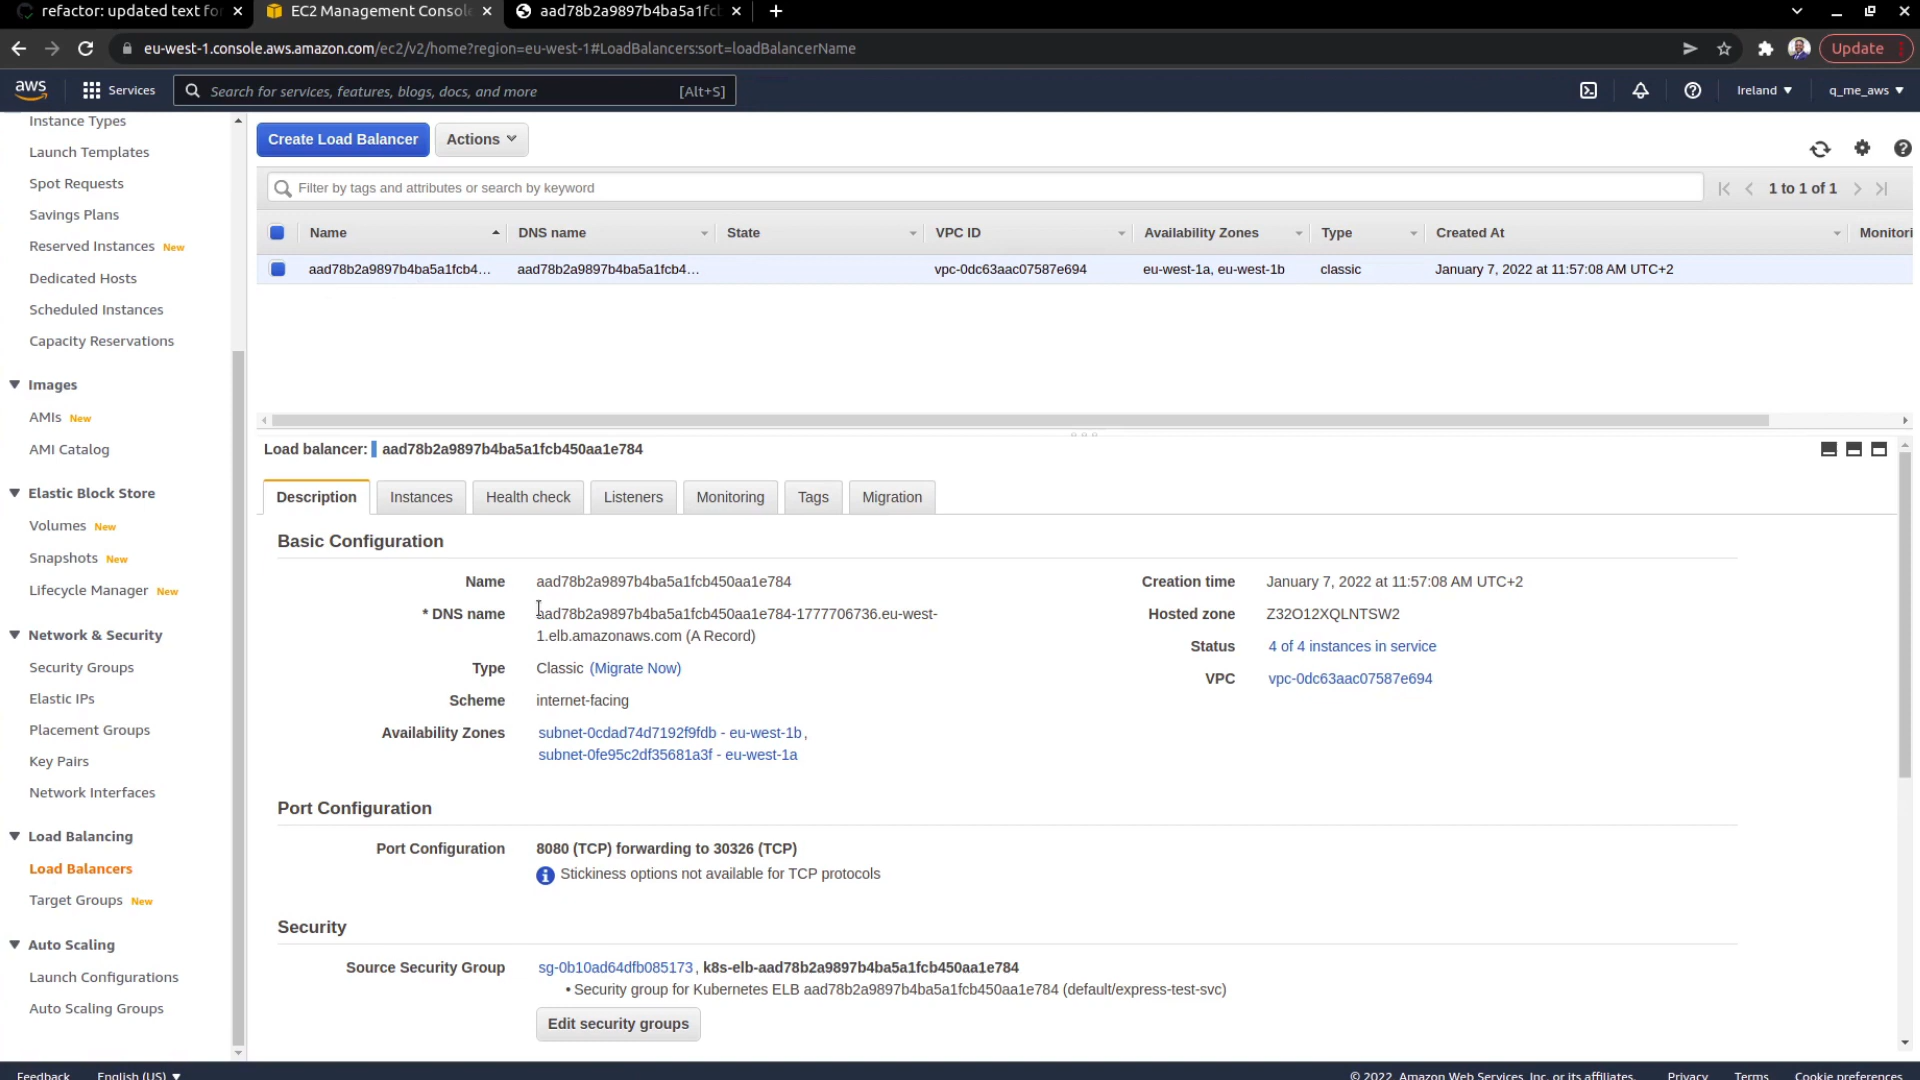 refactor: updated text fo
EC2 Management Consol
aad78b2a9897b4ba5a1fcb
eu-west-1.console.aws.amazon.com/ec2/v2/home?region=eu-west-1#LoadBalancers:sort=loadBalancerName
Update
aws
Services
Search for services, features, blogs, docs, and more
[Alt+S]
Ireland ▼
q_me_aws ▼
Instance Types
Launch Templates
Spot Requests
Savings Plans
Reserved Instances New
Dedicated Hosts
Scheduled Instances
Capacity Reservations
Images
AMIs New
AMI Catalog
Elastic Block Store
Volumes New
Snapshots New
Lifecycle Manager New
Network & Security
Security Groups
Elastic IPs
Placement Groups
Key Pairs
Network Interfaces
Load Balancing
Load Balancers
Target Groups New
Auto Scaling
Launch Configurations
Auto Scaling Groups
Create Load Balancer
Actions
Filter by tags and attributes or search by keyword
1 to 1 of 1
Name DNS name State VPC ID Availability Zones Type Created At Monitori
aad78b2a9897b4ba5a1fcb4... aad78b2a9897b4ba5a1fcb4... vpc-0dc63aac07587e694 eu-west-1a, eu-west-1b classic January 7, 2022 at 11:57:08 AM UTC+2
Load balancer: aad78b2a9897b4ba5a1fcb450aa1e784
Description Instances Health check Listeners Monitoring Tags Migration
Basic Configuration
Name aad78b2a9897b4ba5a1fcb450aa1e784
* DNS name aad78b2a9897b4ba5a1fcb450aa1e784-1777706736.eu-west-
1.elb.amazonaws.com (A Record)
Type Classic (Migrate Now)
Scheme internet-facing
Availability Zones subnet-0cdad74d7192f9fdb - eu-west-1b,
subnet-0fe95c2df35681a3f - eu-west-1a
Creation time January 7, 2022 at 11:57:08 AM UTC+2
Hosted zone Z32O12XQLNTSW2
Status 4 of 4 instances in service
VPC vpc-0dc63aac07587e694
Port Configuration
Port Configuration 8080 (TCP) forwarding to 30326 (TCP)
Stickiness options not available for TCP protocols
Security
Source Security Group sg-0b10ad64dfb085173, k8s-elb-aad78b2a9897b4ba5a1fcb450aa1e784
• Security group for Kubernetes ELB aad78b2a9897b4ba5a1fcb450aa1e784 (default/express-test-svc)
Edit security groups
Feedback English (US) ▼
© 2022, Amazon Web Services, Inc. or its affiliates. Privacy Terms Cookie preferences